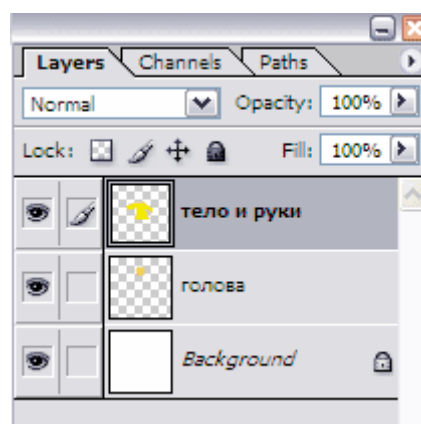 Layers Channels Paths
Normal Opacity: 100%
Lock: Fill: 100%
тело и руки
голова
Background